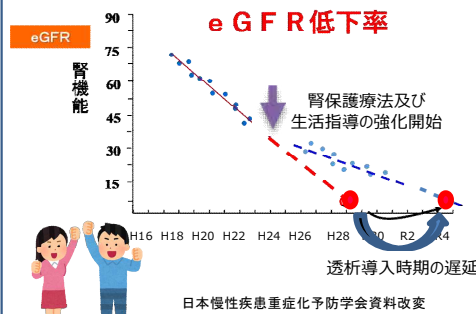 eGFR低下率
eGFR
腎機能
90
75
60
45
30
15
腎保護療法及び
生活指導の強化開始
H16 H18 H20 H22 H24 H26 H28 H30 R2 R4
透析導入時期の遅延
日本慢性疾患重症化予防学会資料改変